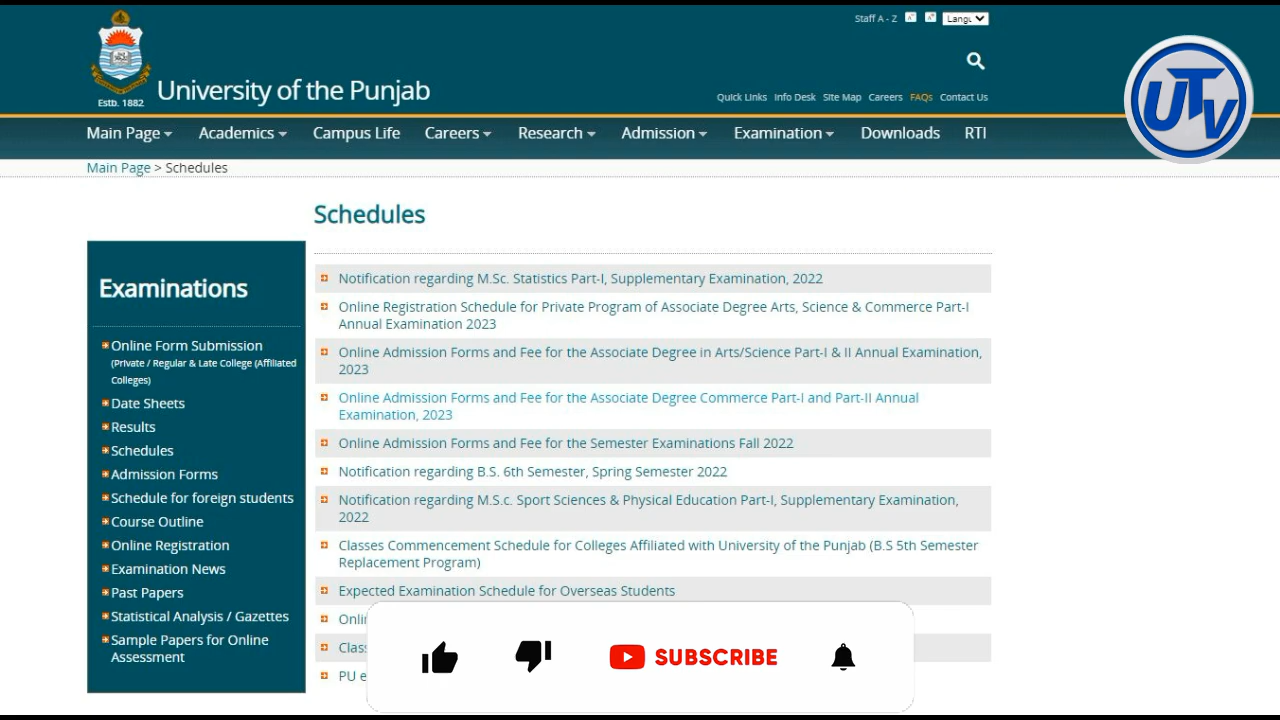 Staff A - Z
Estb. 1882
University of the Punjab
Quick Links Info Desk Site Map Careers FAQs Contact Us
UTV
Main Page Academics Campus Life Careers Research Admission Examination Downloads RTI
Main Page > Schedules
Schedules
Examinations
Online Form Submission
(Private / Regular & Late College (Affiliated
Colleges)
Date Sheets
Results
Schedules
Admission Forms
Schedule for foreign students
Course Outline
Online Registration
Examination News
Past Papers
Statistical Analysis / Gazettes
Sample Papers for Online
Assessment
Notification regarding M.Sc. Statistics Part-I, Supplementary Examination, 2022
Online Registration Schedule for Private Program of Associate Degree Arts, Science & Commerce Part-I
Annual Examination 2023
Online Admission Forms and Fee for the Associate Degree in Arts/Science Part-I & II Annual Examination,
2023
Online Admission Forms and Fee for the Associate Degree Commerce Part-I and Part-II Annual
Examination, 2023
Online Admission Forms and Fee for the Semester Examinations Fall 2022
Notification regarding B.S. 6th Semester, Spring Semester 2022
Notification regarding M.S.c. Sport Sciences & Physical Education Part-I, Supplementary Examination,
2022
Classes Commencement Schedule for Colleges Affiliated with University of the Punjab (B.S 5th Semester
Replacement Program)
Expected Examination Schedule for Overseas Students
PU
SUBSCRIBE